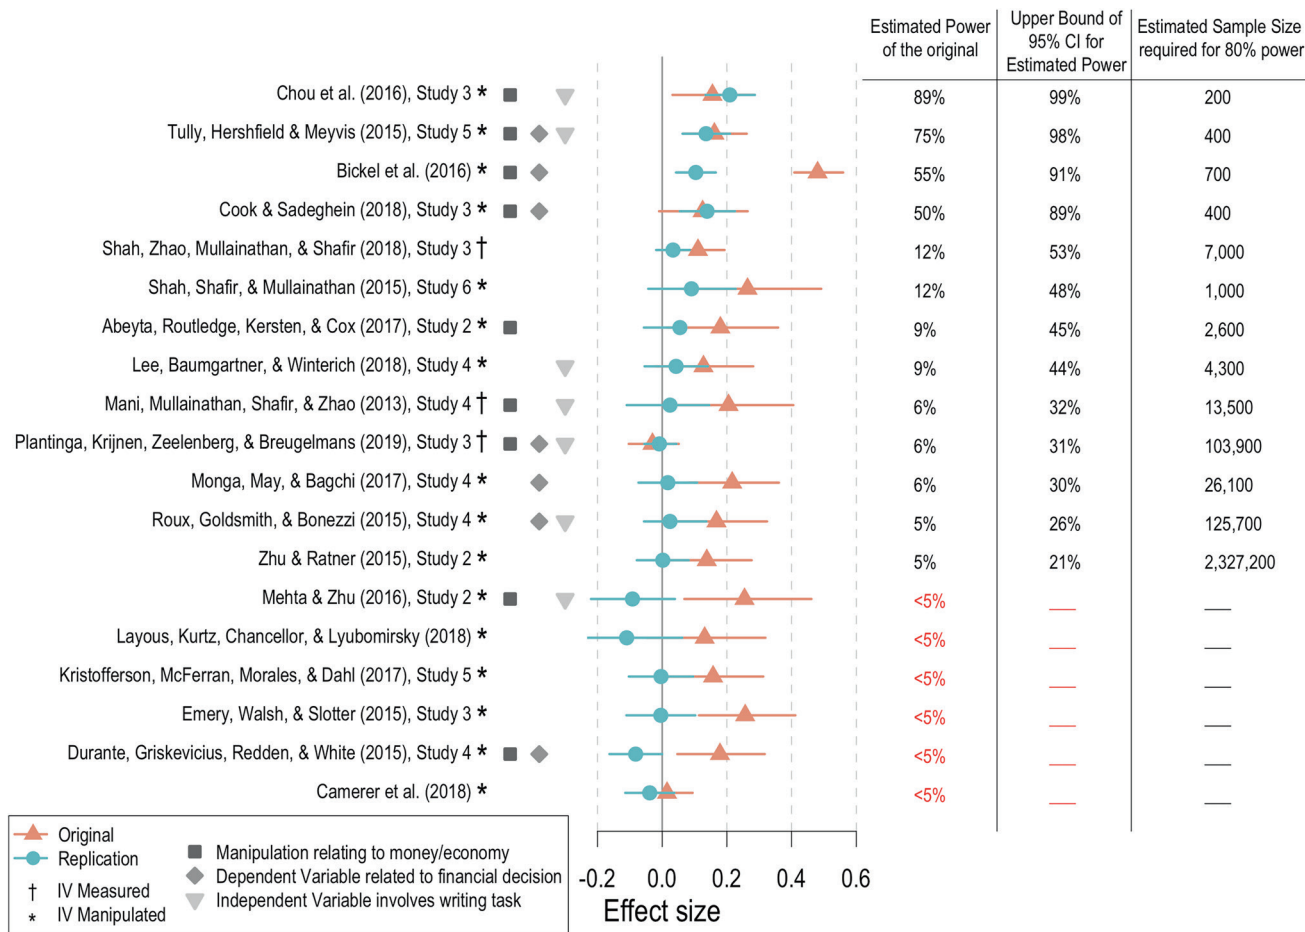 Estimated Power of the original
Upper Bound of 95% CI for Estimated Power
Estimated Sample Size required for 80% power
Chou et al. (2016), Study 3 * 89% 99% 200
Tully, Hershfield & Meyvis (2015), Study 5 * 75% 98% 400
Bickel et al. (2016) * 55% 91% 700
Cook & Sadeghein (2018), Study 3 * 50% 89% 400
Shah, Zhao, Mullainathan, & Shafir (2018), Study 3 † 12% 53% 7,000
Shah, Shafir, & Mullainathan (2015), Study 6 * 12% 48% 1,000
Abeyta, Routledge, Kersten, & Cox (2017), Study 2 * 9% 45% 2,600
Lee, Baumgartner, & Winterich (2018), Study 4 * 9% 44% 4,300
Mani, Mullainathan, Shafir, & Zhao (2013), Study 4 † 6% 32% 13,500
Plantinga, Krijnen, Zeelenberg, & Breugelmans (2019), Study 3 † 6% 31% 103,900
Monga, May, & Bagchi (2017), Study 4 * 6% 30% 26,100
Roux, Goldsmith, & Bonezzi (2015), Study 4 * 5% 26% 125,700
Zhu & Ratner (2015), Study 2 * 5% 21% 2,327,200
Mehta & Zhu (2016), Study 2 * <5% — —
Layous, Kurtz, Chancellor, & Lyubomirsky (2018) * <5% — —
Kristofferson, McFerran, Morales, & Dahl (2017), Study 5 * <5% — —
Emery, Walsh, & Slotter (2015), Study 3 * <5% — —
Durante, Griskevicius, Redden, & White (2015), Study 4 * <5% — —
Camerer et al. (2018) * <5% — —
Original
Replication
† IV Measured
* IV Manipulated
Manipulation relating to money/economy
Dependent Variable related to financial decision
Independent Variable involves writing task
-0.2 0.0 0.2 0.4 0.6
Effect size